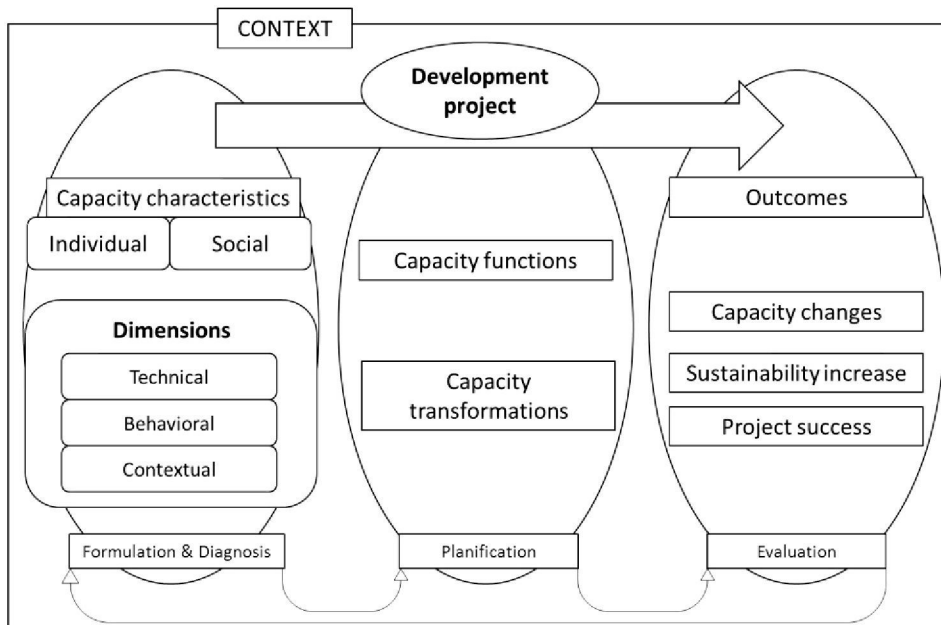 CONTEXT
Development
project
Capacity characteristics
Individual
Social
Dimensions
Technical
Behavioral
Contextual
Formulation & Diagnosis
Capacity functions
Capacity
transformations
Planification
Outcomes
Capacity changes
Sustainability increase
Project success
Evaluation